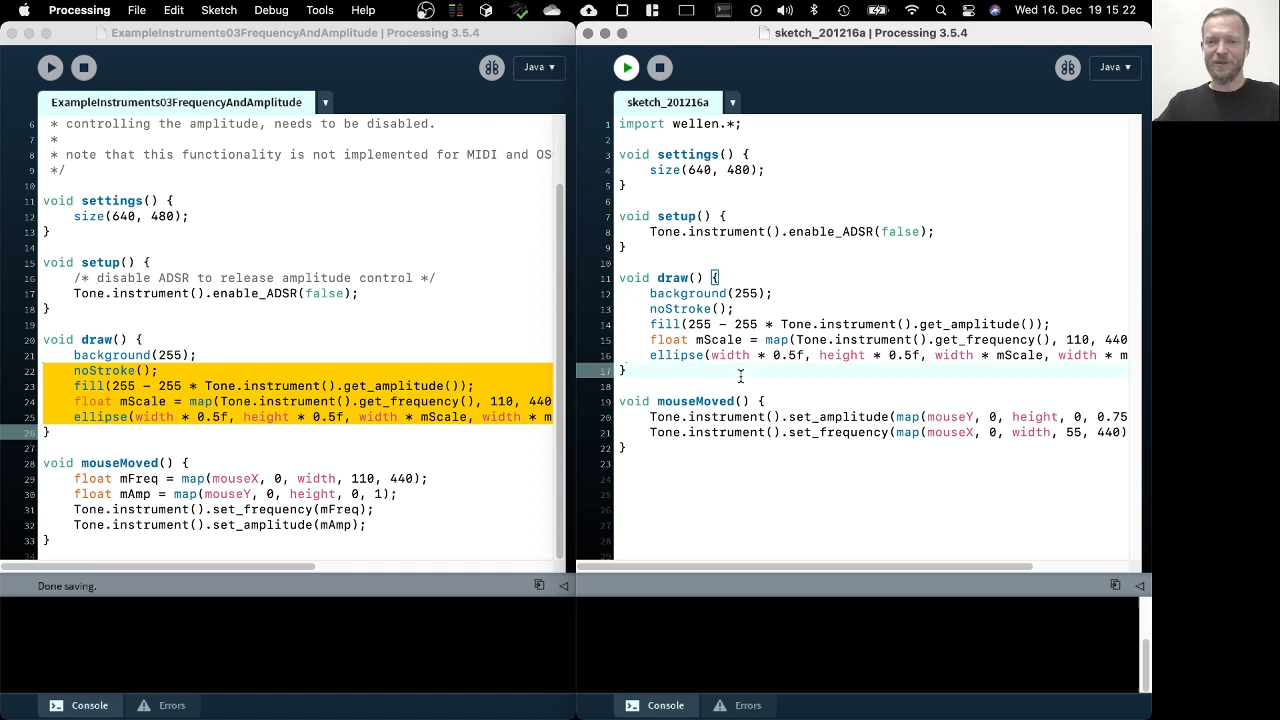 Processing File Edit Sketch Debug Tools Help Wed 16. Dec 19 15 22
ExampleInstruments03FrequencyAndAmplitude | Processing 3.5.4
Java ▾
ExampleInstruments03FrequencyAndAmplitude ▾
6 * controlling the amplitude, needs to be disabled.
7 *
8 * note that this functionality is not implemented for MIDI and OS
9 */
10
11 void settings() {
12 size(640, 480);
13 }
14
15 void setup() {
16 /* disable ADSR to release amplitude control */
17 Tone.instrument().enable_ADSR(false);
18 }
19
20 void draw() {
21 background(255);
22 noStroke();
23 fill(255 - 255 * Tone.instrument().get_amplitude());
24 float mScale = map(Tone.instrument().get_frequency(), 110, 440
25 ellipse(width * 0.5f, height * 0.5f, width * mScale, width * m
26 }
27
28 void mouseMoved() {
29 float mFreq = map(mouseX, 0, width, 110, 440);
30 float mAmp = map(mouseY, 0, height, 0, 1);
31 Tone.instrument().set_frequency(mFreq);
32 Tone.instrument().set_amplitude(mAmp);
33 }
34
Done saving.
Console Errors
sketch_201216a | Processing 3.5.4
Java ▾
sketch_201216a ▾
1 import wellen.*;
2
3 void settings() {
4 size(640, 480);
5 }
6
7 void setup() {
8 Tone.instrument().enable_ADSR(false);
9 }
10
11 void draw() {
12 background(255);
13 noStroke();
14 fill(255 - 255 * Tone.instrument().get_amplitude());
15 float mScale = map(Tone.instrument().get_frequency(), 110, 440
16 ellipse(width * 0.5f, height * 0.5f, width * mScale, width * m
17 }
18
19 void mouseMoved() {
20 Tone.instrument().set_amplitude(map(mouseY, 0, height, 0, 0.75
21 Tone.instrument().set_frequency(map(mouseX, 0, width, 55, 440)
22 }
23
24
25
26
27
28
29
Console Errors